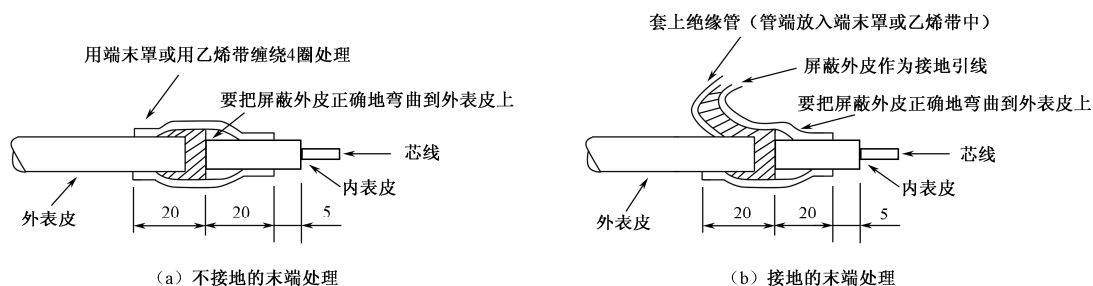 用端末罩或用乙烯带缠绕4圈处理
要把屏蔽外皮正确地弯曲到外表皮上
芯线
内表皮
外表皮
20
20
5
（a）不接地的末端处理
套上绝缘管（管端放入端末罩或乙烯带中）
屏蔽外皮作为接地引线
要把屏蔽外皮正确地弯曲到外表皮上
芯线
内表皮
外表皮
20
20
5
（b）接地的末端处理